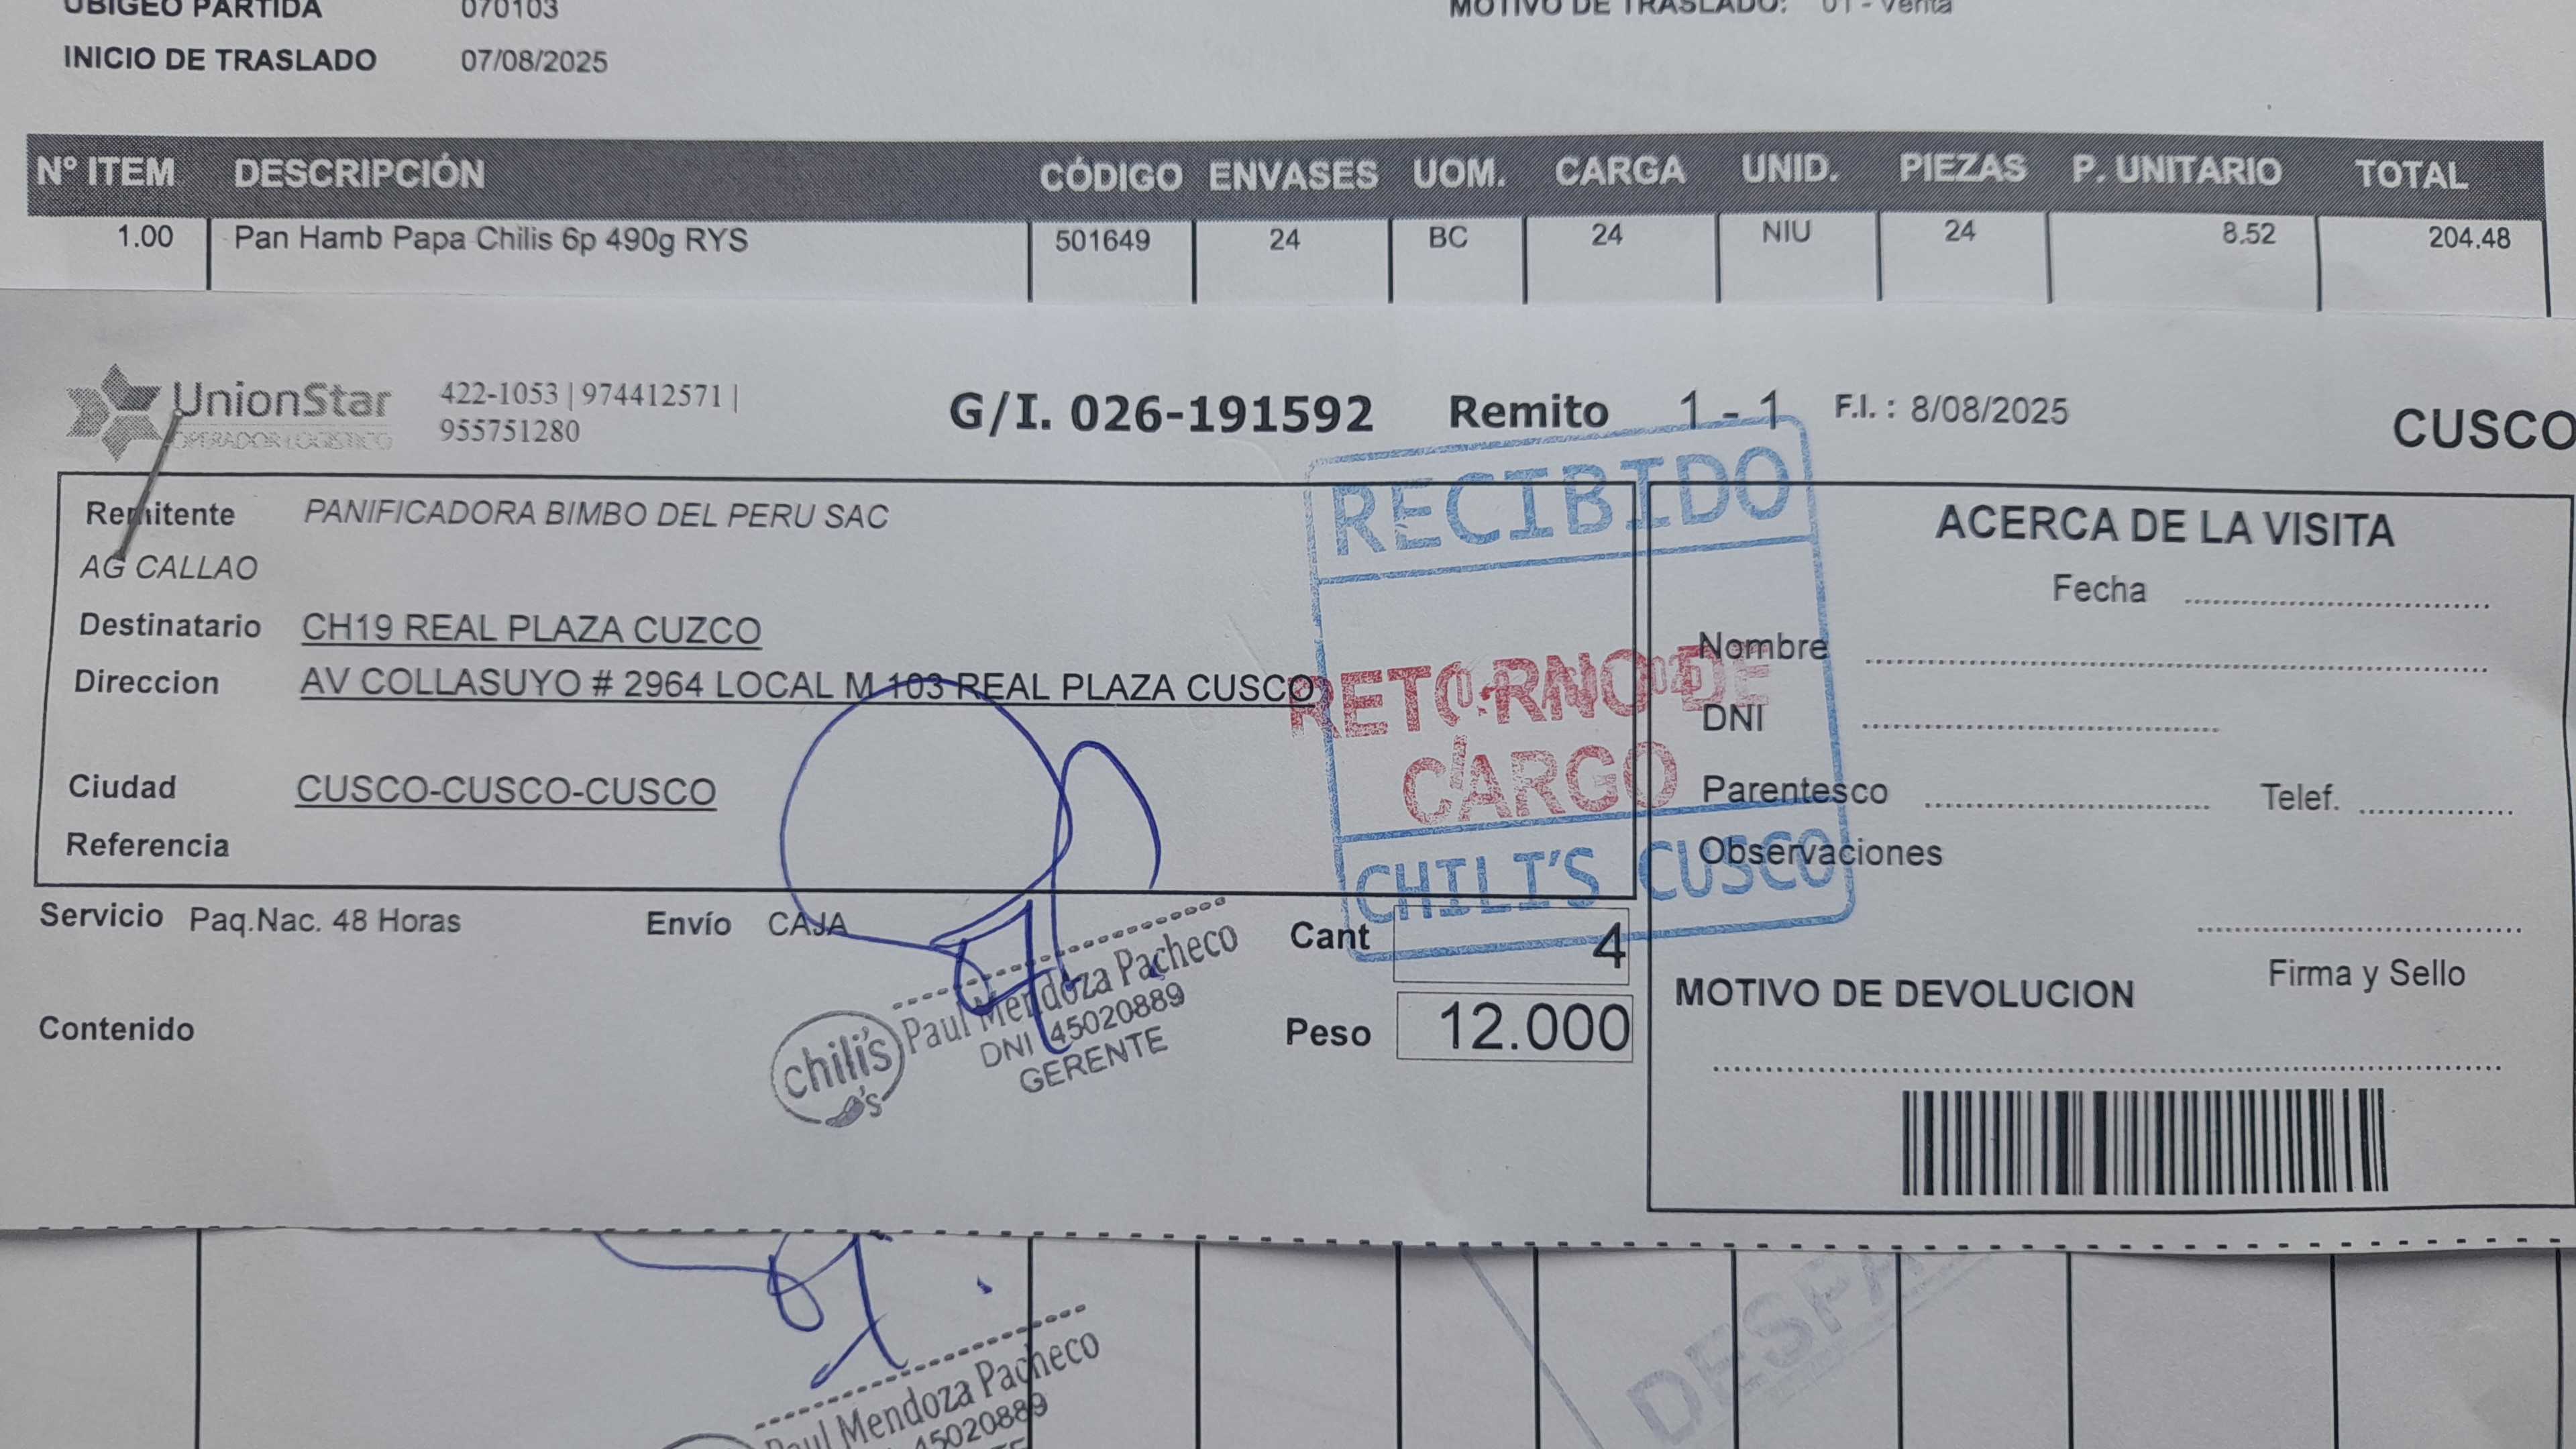 UBIGEO PARTIDA 070103 MOTIVO DE TRASLADO: 01 - Venta
INICIO DE TRASLADO 07/08/2025
Nº ITEM DESCRIPCIÓN CÓDIGO ENVASES UOM. CARGA UNID. PIEZAS P. UNITARIO TOTAL
1.00 Pan Hamb Papa Chilis 6p 490g RYS 501649 24 BC 24 NIU 24 8.52 204.48
UnionStar
OPERADOR LOGISTICO
422-1053 | 974412571 |
955751280
G/I. 026-191592 Remito 1 - 1 F.I. : 8/08/2025 CUSCO
Remitente PANIFICADORA BIMBO DEL PERU SAC
AG CALLAO
Destinatario CH19 REAL PLAZA CUZCO
Direccion AV COLLASUYO # 2964 LOCAL M 103 REAL PLAZA CUSCO
Ciudad CUSCO-CUSCO-CUSCO
Referencia
RECIBIDO
RETORNO DE
CARGO
CHILI'S CUSCO
ACERCA DE LA VISITA
Fecha
Nombre
DNI
Parentesco Telef.
Observaciones
Firma y Sello
MOTIVO DE DEVOLUCION
Servicio Paq.Nac. 48 Horas Envío CAJA Cant 4
Contenido Peso 12.000
chili's
Paul Mendoza Pacheco
DNI 45020889
GERENTE
Paul Mendoza Pacheco
45020889
DESPA